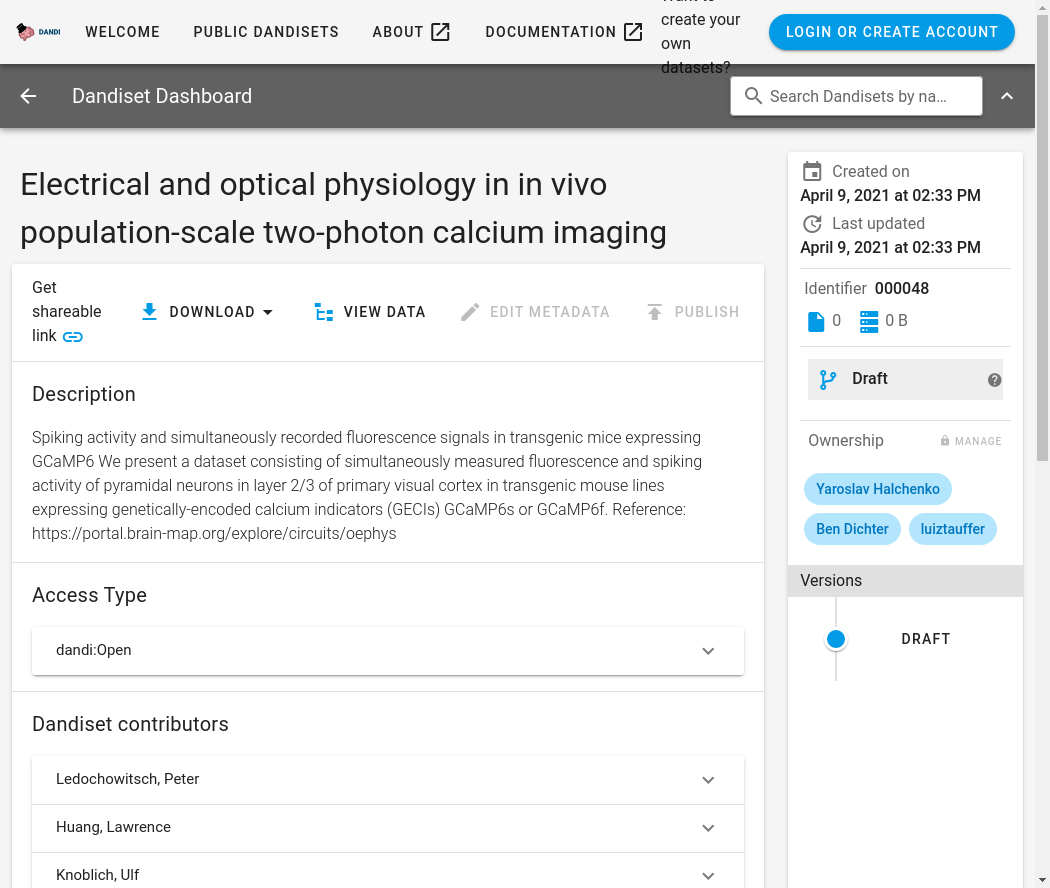 DANDI
WELCOME
PUBLIC DANDISETS
ABOUT
DOCUMENTATION
create your
own
datasets?
LOGIN OR CREATE ACCOUNT
Dandiset Dashboard
Search Dandisets by na...
Electrical and optical physiology in in vivo
population-scale two-photon calcium imaging
Get
shareable
link
DOWNLOAD
VIEW DATA
EDIT METADATA
PUBLISH
Description
Spiking activity and simultaneously recorded fluorescence signals in transgenic mice expressing
GCaMP6 We present a dataset consisting of simultaneously measured fluorescence and spiking
activity of pyramidal neurons in layer 2/3 of primary visual cortex in transgenic mouse lines
expressing genetically-encoded calcium indicators (GECIs) GCaMP6s or GCaMP6f. Reference:
https://portal.brain-map.org/explore/circuits/oephys
Access Type
dandi:Open
Dandiset contributors
Ledochowitsch, Peter
Huang, Lawrence
Knoblich, Ulf
Created on
April 9, 2021 at 02:33 PM
Last updated
April 9, 2021 at 02:33 PM
Identifier 000048
0 0 B
Draft
Ownership
MANAGE
Yaroslav Halchenko
Ben Dichter
luiztauffer
Versions
DRAFT